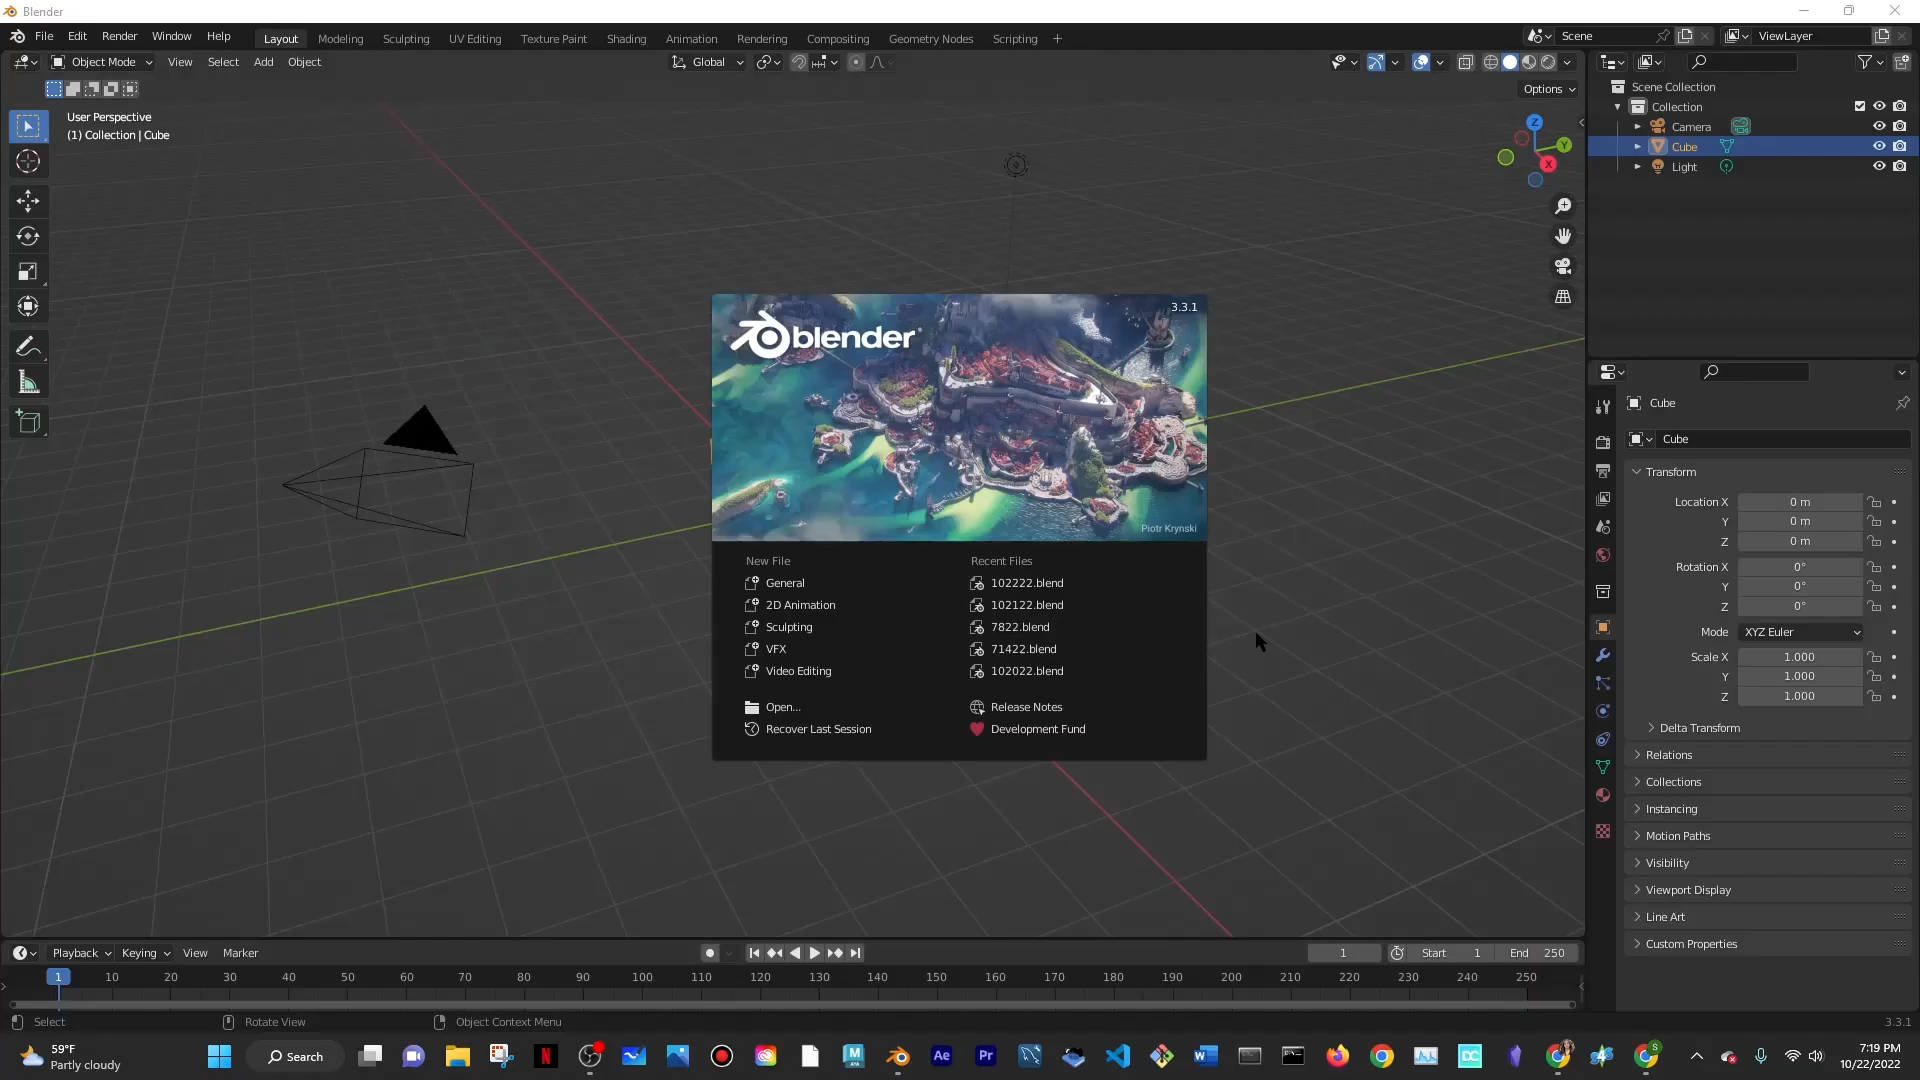 Blender
File Edit Render Window Help
Layout Modeling Sculpting UV Editing Texture Paint Shading Animation Rendering Compositing Geometry Nodes Scripting +
Scene
ViewLayer
Object Mode View Select Add Object
Global
Options
User Perspective
(1) Collection | Cube
Z
Y
X
Scene Collection
Collection
Camera
Cube
Light
blender
3.3.1
Piotr Krynski
New File
General
2D Animation
Sculpting
VFX
Video Editing
Open...
Recover Last Session
Recent Files
102222.blend
102122.blend
7822.blend
71422.blend
102022.blend
Release Notes
Development Fund
Cube
Cube
Transform
Location X 0 m
Y 0 m
Z 0 m
Rotation X 0°
Y 0°
Z 0°
Mode XYZ Euler
Scale X 1.000
Y 1.000
Z 1.000
Delta Transform
Relations
Collections
Instancing
Motion Paths
Visibility
Viewport Display
Line Art
Custom Properties
Playback Keying View Marker
1 Start 1 End 250
1 10 20 30 40 50 60 70 80 90 100 110 120 130 140 150 160 170 180 190 200 210 220 230 240 250
Select Rotate View Object Context Menu
3.3.1
59°F
Partly cloudy
Search
N
M
Ae
Pr
W
DC
S
7:19 PM
10/22/2022